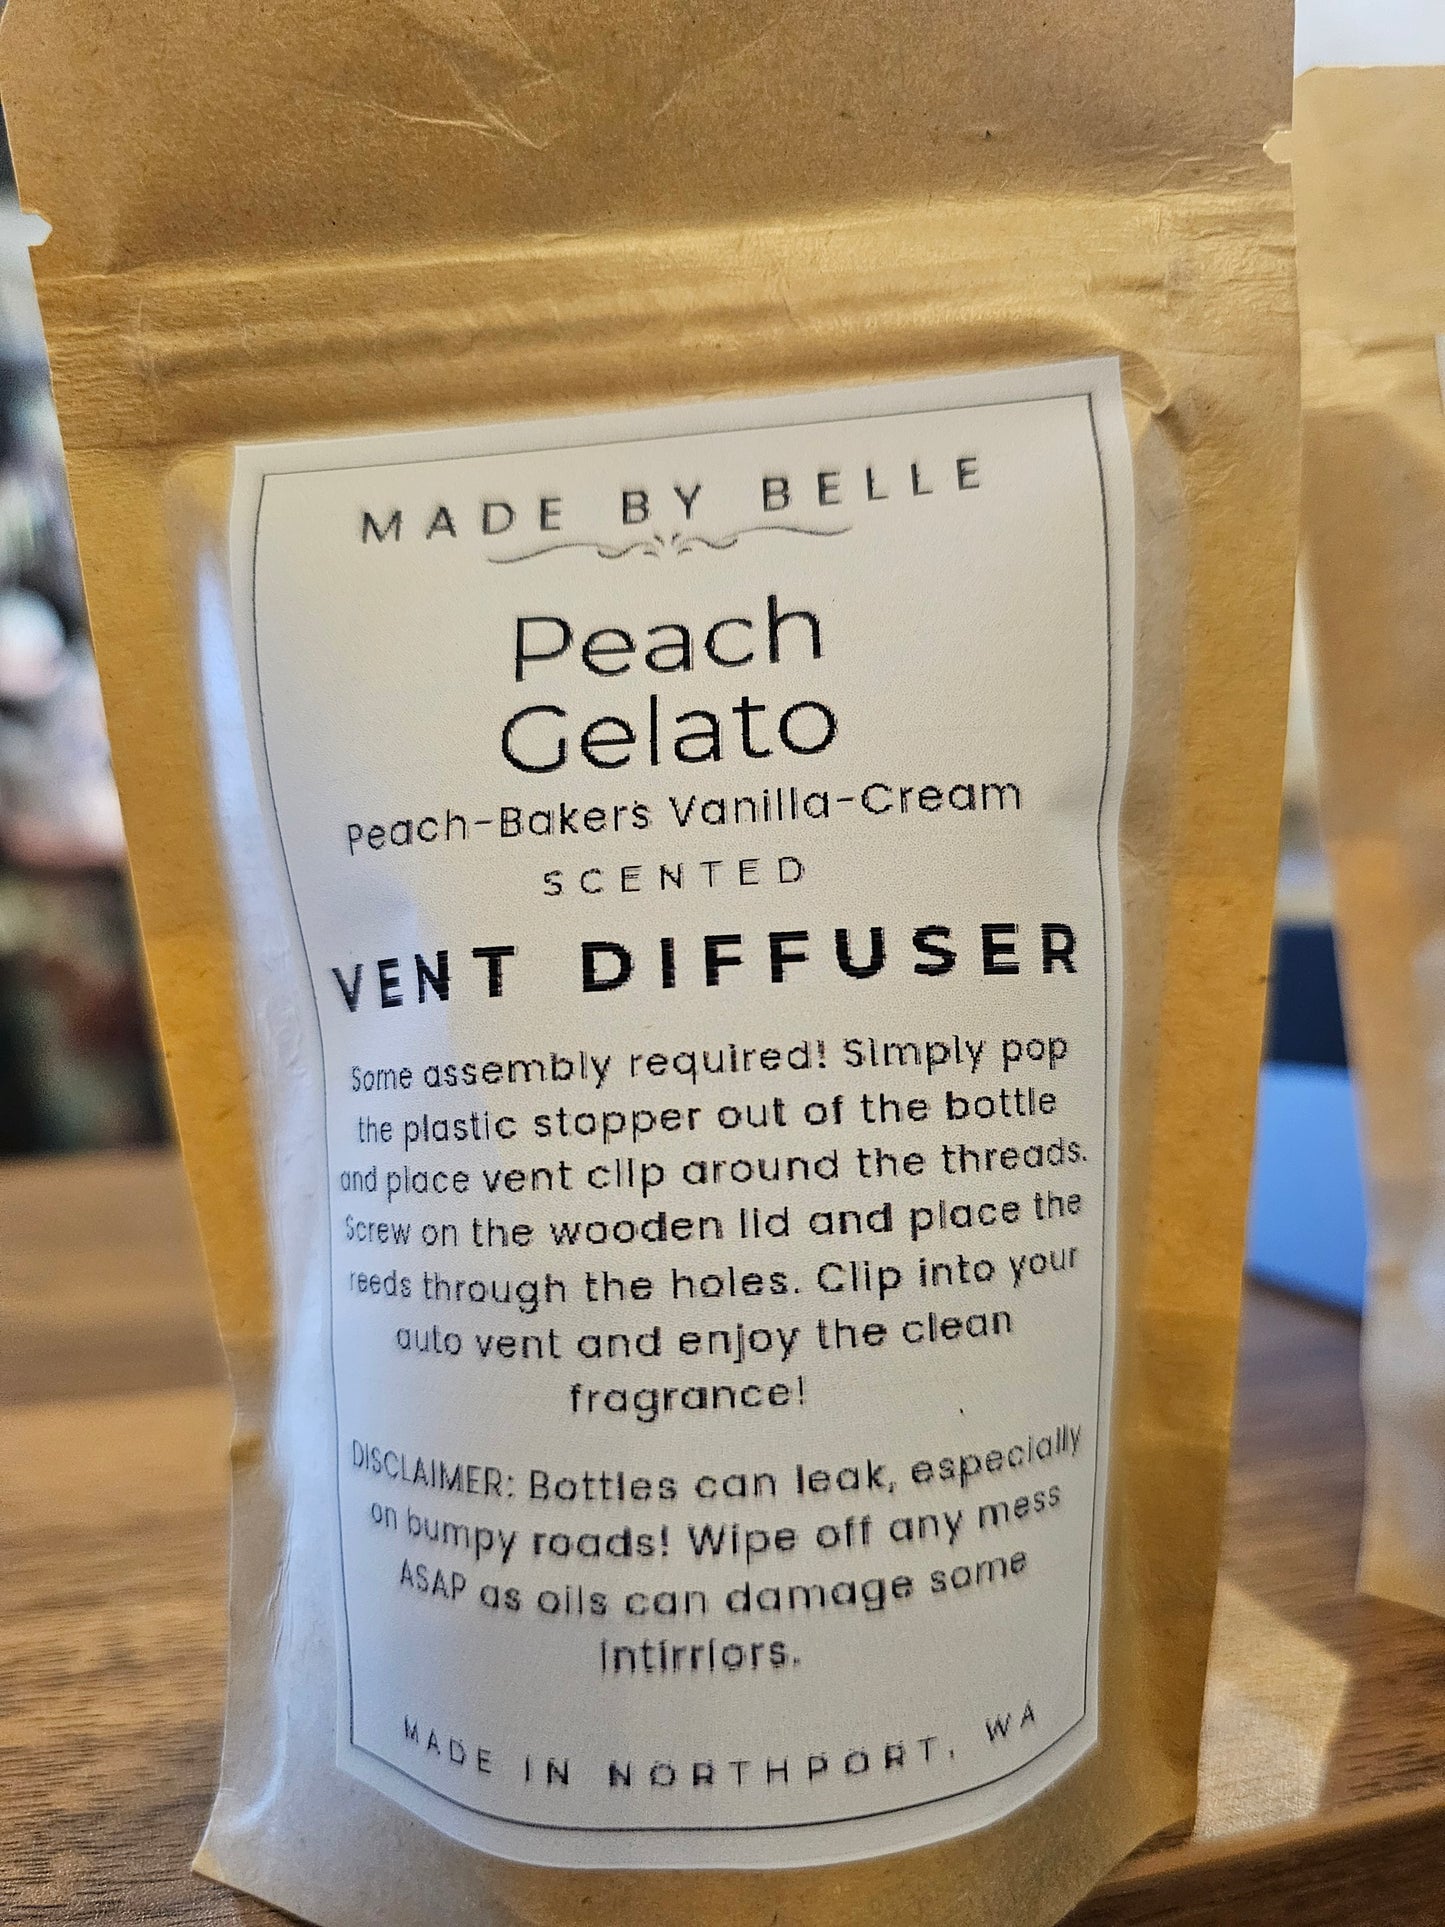 MADE BY BELLE
Peach
Gelato
Peach-Bakers Vanilla-Cream
SCENTED
VENT DIFFUSER
Some assembly required! Simply pop
the plastic stopper out of the bottle
and place vent clip around the threads.
Screw on the wooden lid and place the
reeds through the holes. Clip into your
auto vent and enjoy the clean
fragrance!
DISCLAIMER: Bottles can leak, especially
on bumpy roads! Wipe off any mess
ASAP as oils can damage some
intirriors.
MADE IN NORTHPORT, WA